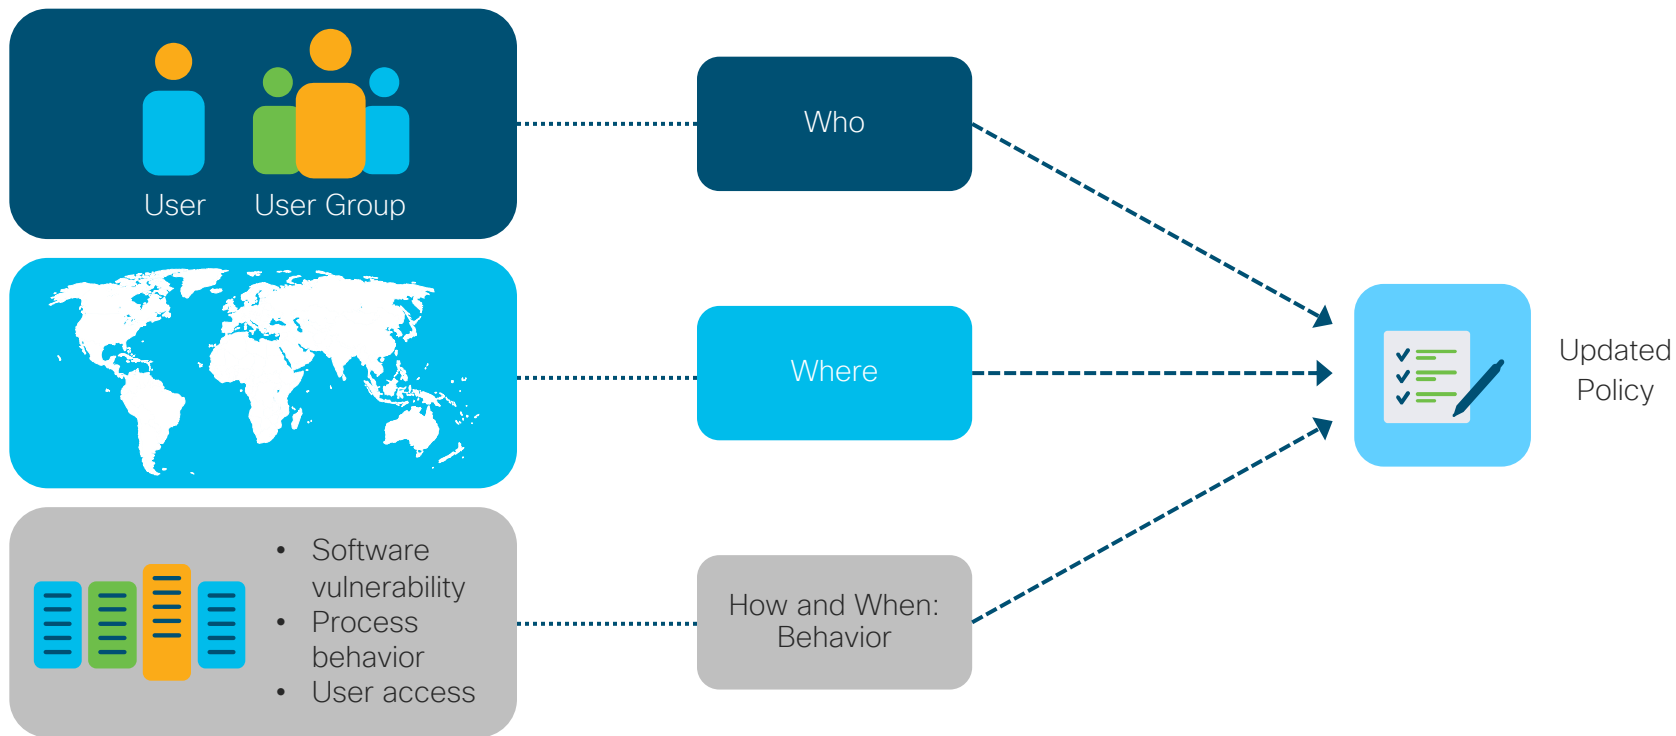 User
User Group
Who
Where
Updated
Policy
• Software
vulnerability
• Process
behavior
• User access
How and When:
Behavior